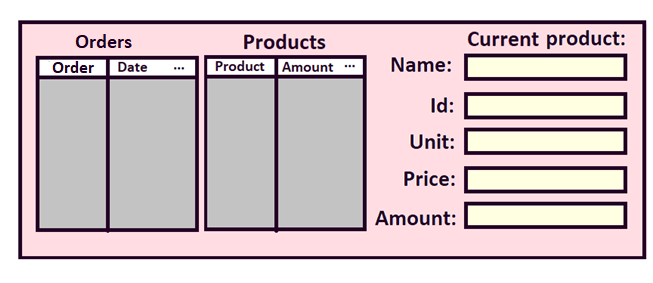 Orders
Order Date ...
Products
Product Amount ...
Current product:
Name:
Id:
Unit:
Price:
Amount: